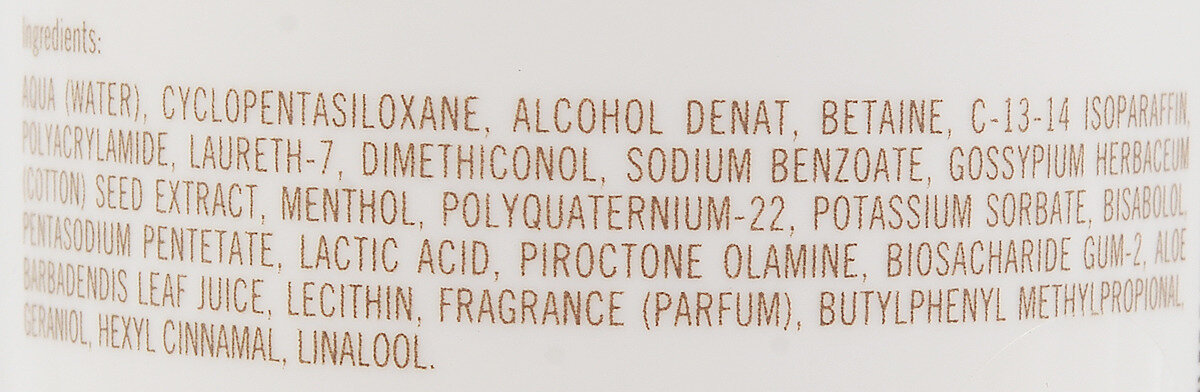 Ingredients:
AQUA (WATER), CYCLOPENTASILOXANE, ALCOHOL DENAT, BETAINE, C-13-14 ISOPARAFFIN,
POLYACRYLAMIDE, LAURETH-7, DIMETHICONOL, SODIUM BENZOATE, GOSSYPIUM HERBACEUM
(COTTON) SEED EXTRACT, MENTHOL, POLYQUATERNIUM-22, POTASSIUM SORBATE, BISABOLOL,
PENTASODIUM PENTETATE, LACTIC ACID, PIROCTONE OLAMINE, BIOSACHARIDE GUM-2, ALOE
BARBADENDIS LEAF JUICE, LECITHIN, FRAGRANCE (PARFUM), BUTYLPHENYL METHYLPROPIONAL,
GERANIOL, HEXYL CINNAMAL, LINALOOL.